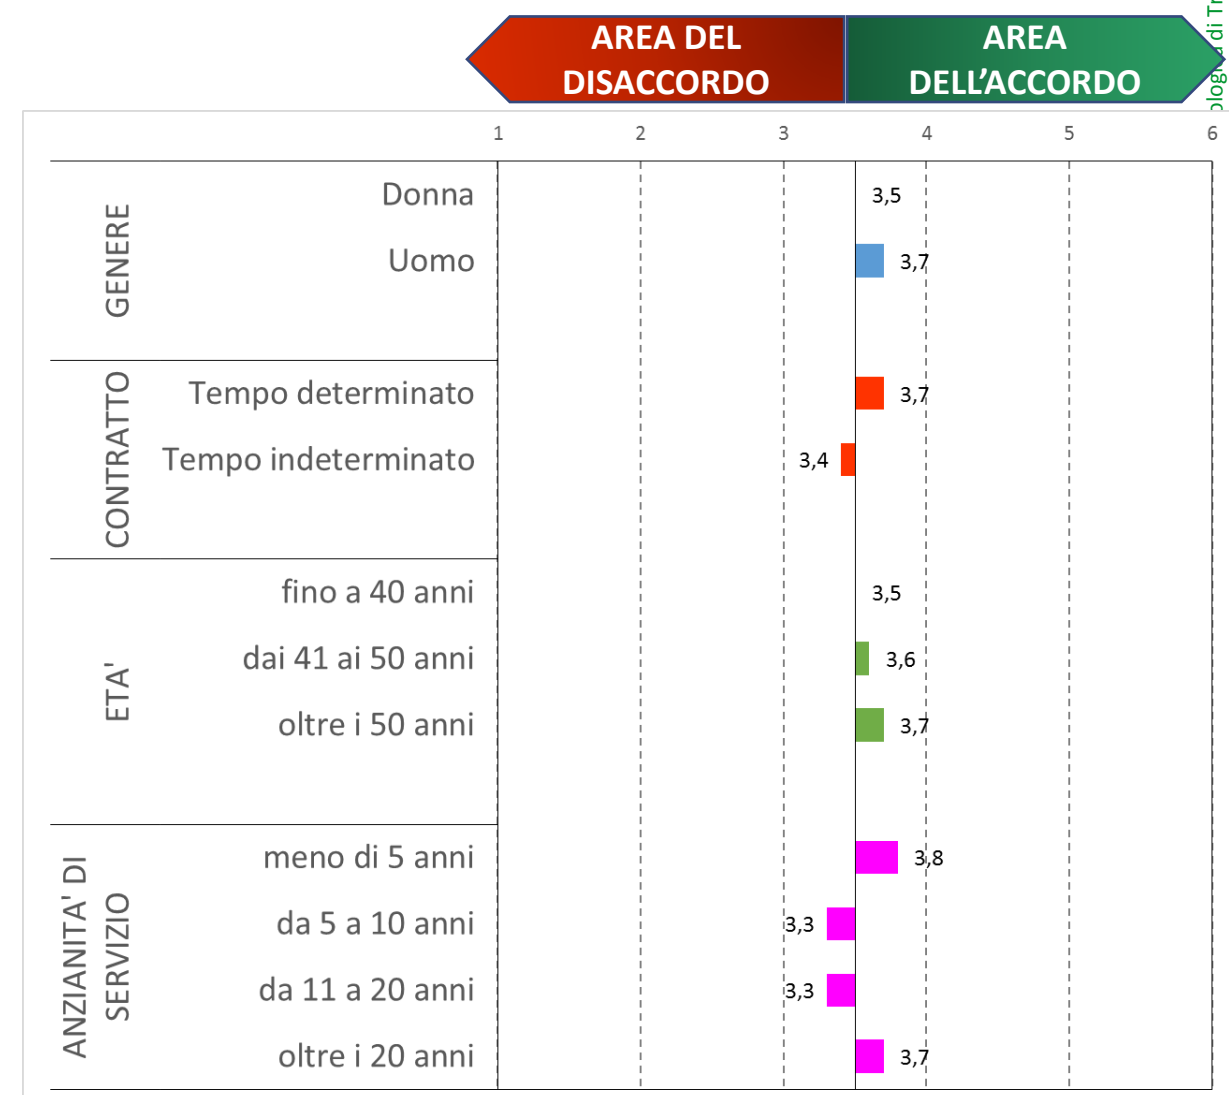 AREA DEL
DISACCORDO
AREA
DELL’ACCORDO
ologi
di Tr
1 2 3 4 5 6
GENERE
Donna 3,5
Uomo 3,7
CONTRATTO
Tempo determinato 3,7
Tempo indeterminato 3,4
ETA'
fino a 40 anni 3,5
dai 41 ai 50 anni 3,6
oltre i 50 anni 3,7
ANZIANITA' DI
SERVIZIO
meno di 5 anni 3,8
da 5 a 10 anni 3,3
da 11 a 20 anni 3,3
oltre i 20 anni 3,7